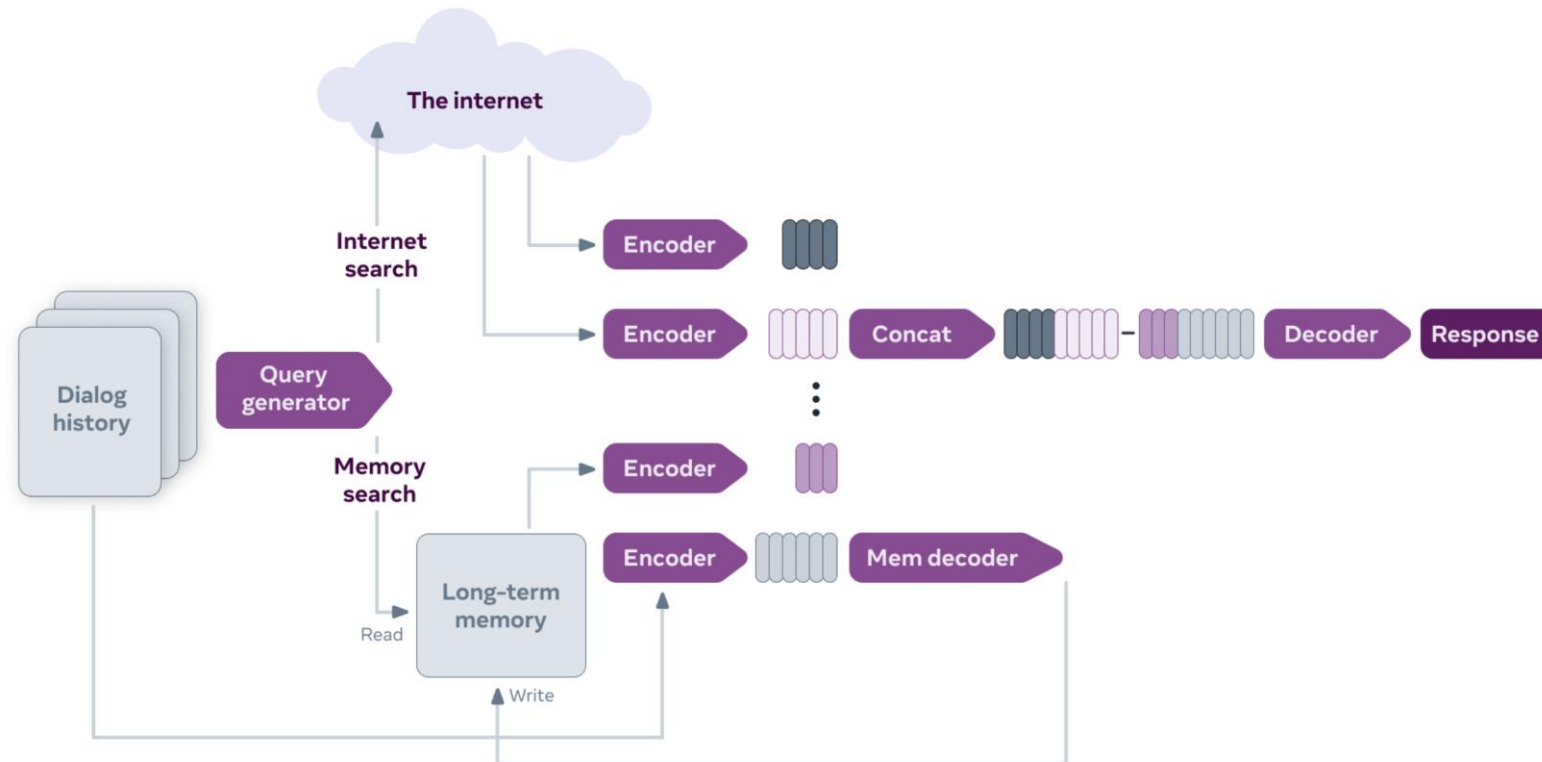 The internet
Internet
search
Encoder
Encoder
Concat
Decoder
Response
Query
generator
Dialog
history
Memory
search
Encoder
Encoder
Mem decoder
Long-term
memory
Read
Write